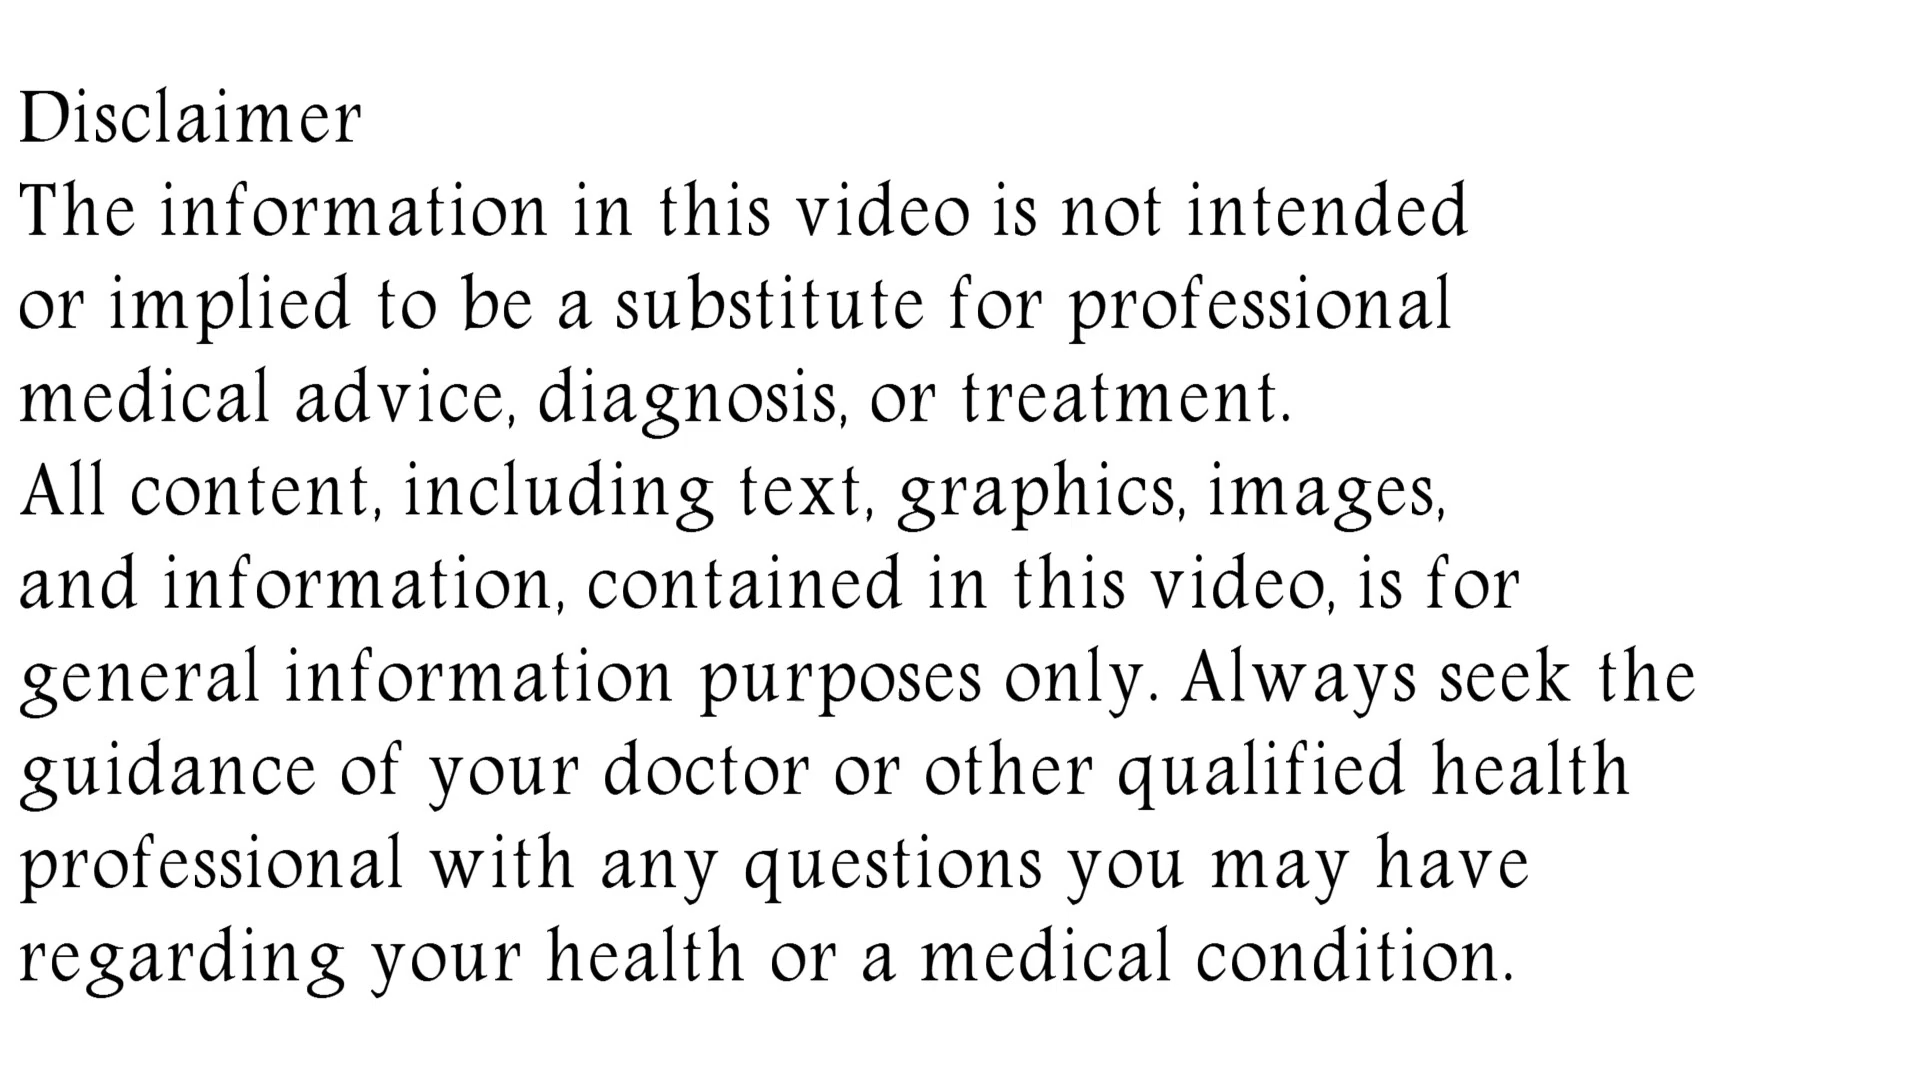 Disclaimer
The information in this video is not intended
or implied to be a substitute for professional
medical advice, diagnosis, or treatment.
All content, including text, graphics, images,
and information, contained in this video, is for
general information purposes only. Always seek the
guidance of your doctor or other qualified health
professional with any questions you may have
regarding your health or a medical condition.